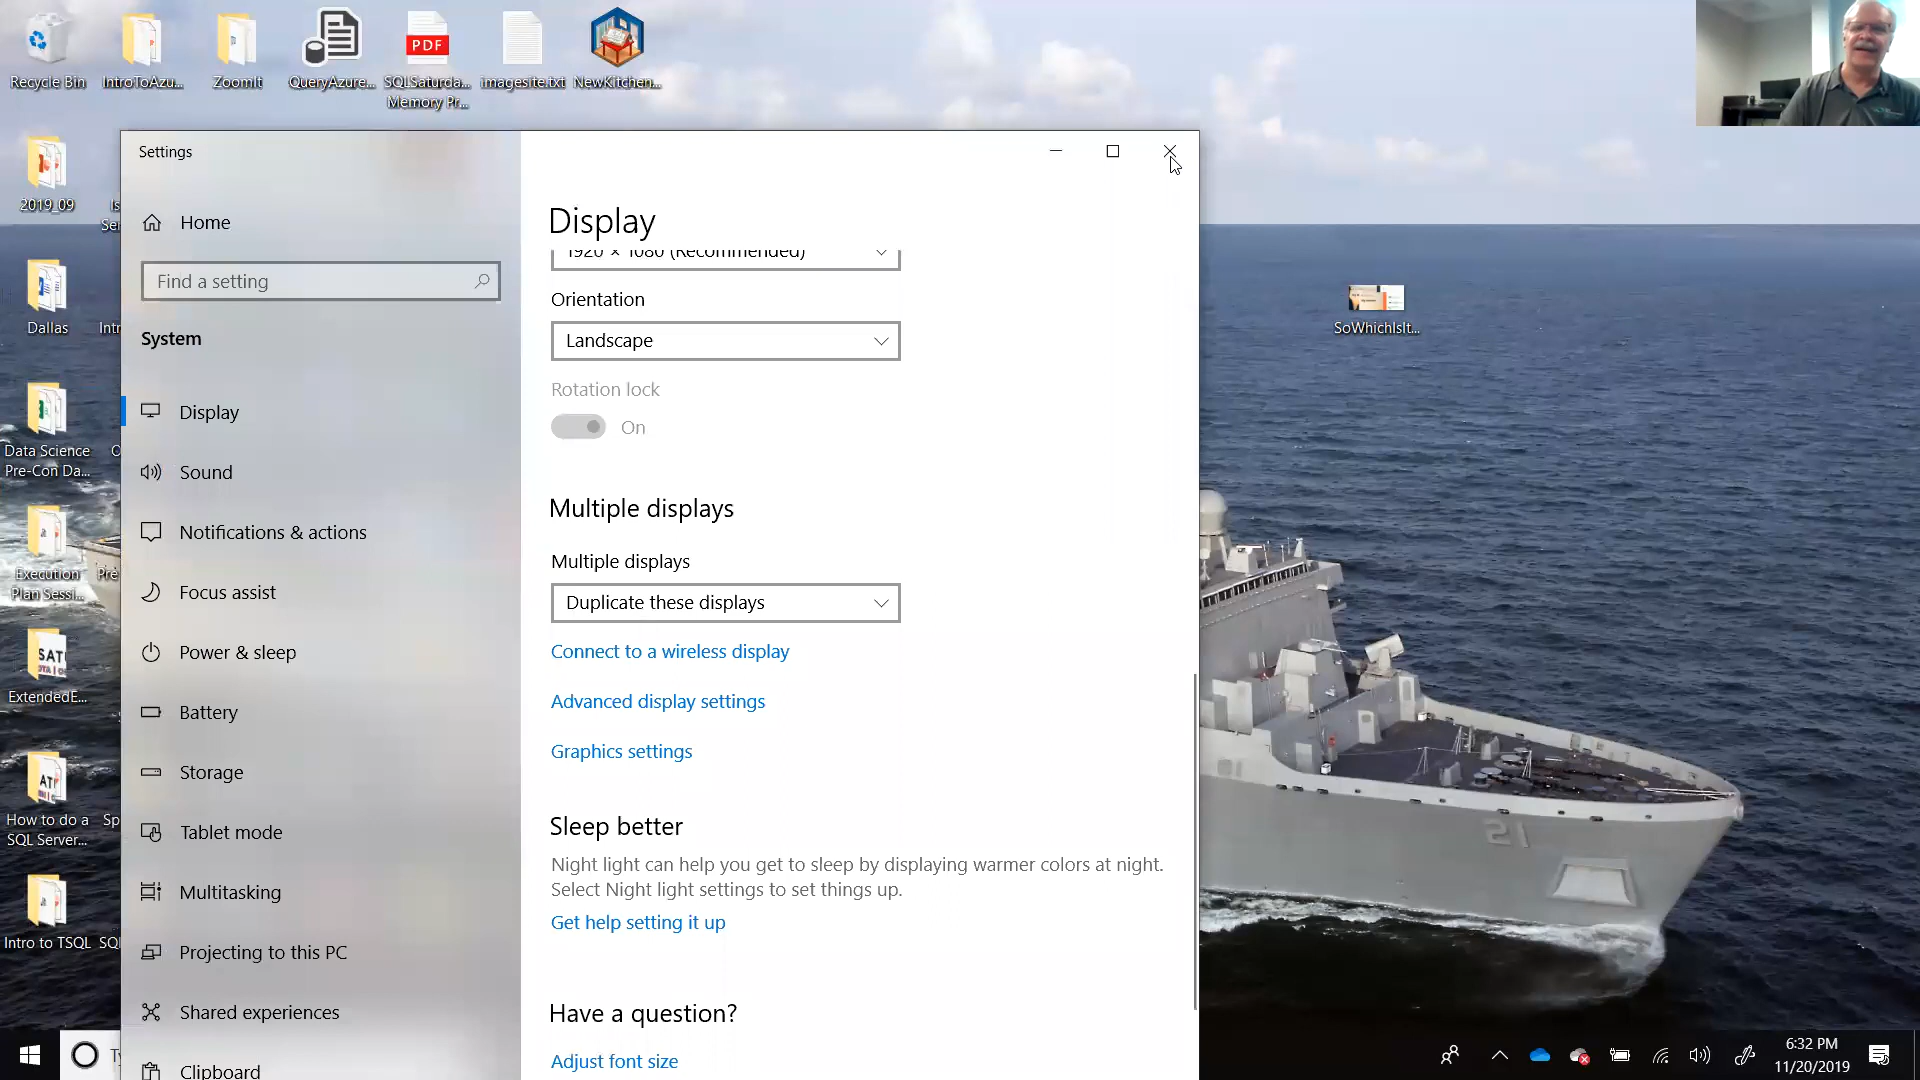 Recycle Bin
IntroToAzu...
ZoomIt
QueryAzure...
PDF
SQLSaturda...
Memory Pr...
imagesite.txt
NewKitchen...
2019_09
Dallas
Data Science
Pre-Con Da...
Execution
Plan Sessi...
ExtendedE...
How to do a
SQL Server...
Intro to TSQL
Settings
Home
Find a setting
System
Display
Sound
Notifications & actions
Focus assist
Power & sleep
Battery
Storage
Tablet mode
Multitasking
Projecting to this PC
Shared experiences
Clipboard
Display
1920 × 1080 (Recommended)
Orientation
Landscape
Rotation lock
On
Multiple displays
Multiple displays
Duplicate these displays
Connect to a wireless display
Advanced display settings
Graphics settings
Sleep better
Night light can help you get to sleep by displaying warmer colors at night.
Select Night light settings to set things up.
Get help setting it up
Have a question?
Adjust font size
SoWhichIsIt...
21
6:32 PM
11/20/2019